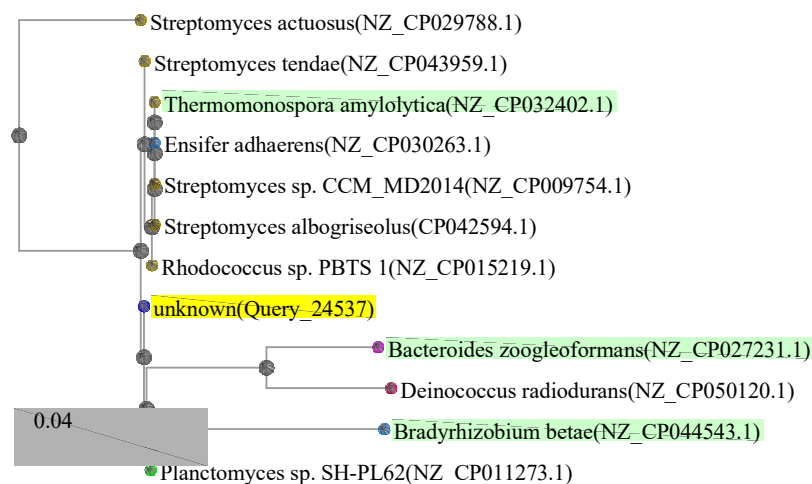 Streptomyces actuosus(NZ_CP029788.1)
Streptomyces tendae(NZ_CP043959.1)
Thermomonospora amylolytica(NZ_CP032402.1)
Ensifer adhaerens(NZ_CP030263.1)
Streptomyces sp. CCM_MD2014(NZ_CP009754.1)
Streptomyces albogriseolus(CP042594.1)
Rhodococcus sp. PBTS 1(NZ_CP015219.1)
unknown(Query_24537)
Bacteroides zoogleoformans(NZ_CP027231.1)
Deinococcus radiodurans(NZ_CP050120.1)
0.04
Bradyrhizobium betae(NZ_CP044543.1)
Planctomyces sp. SH-PL62(NZ_CP011273.1)